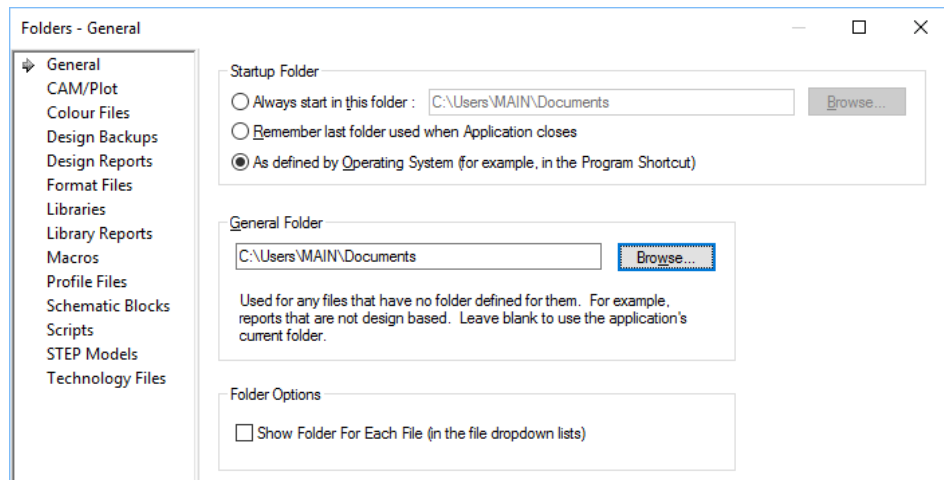 Folders - General
General
CAM/Plot
Colour Files
Design Backups
Design Reports
Format Files
Libraries
Library Reports
Macros
Profile Files
Schematic Blocks
Scripts
STEP Models
Technology Files
Startup Folder
Always start in this folder : C:\Users\MAIN\Documents Browse...
Remember last folder used when Application closes
As defined by Operating System (for example, in the Program Shortcut)
General Folder
C:\Users\MAIN\Documents Browse...
Used for any files that have no folder defined for them. For example,
reports that are not design based. Leave blank to use the application's
current folder.
Folder Options
Show Folder For Each File (in the file dropdown lists)